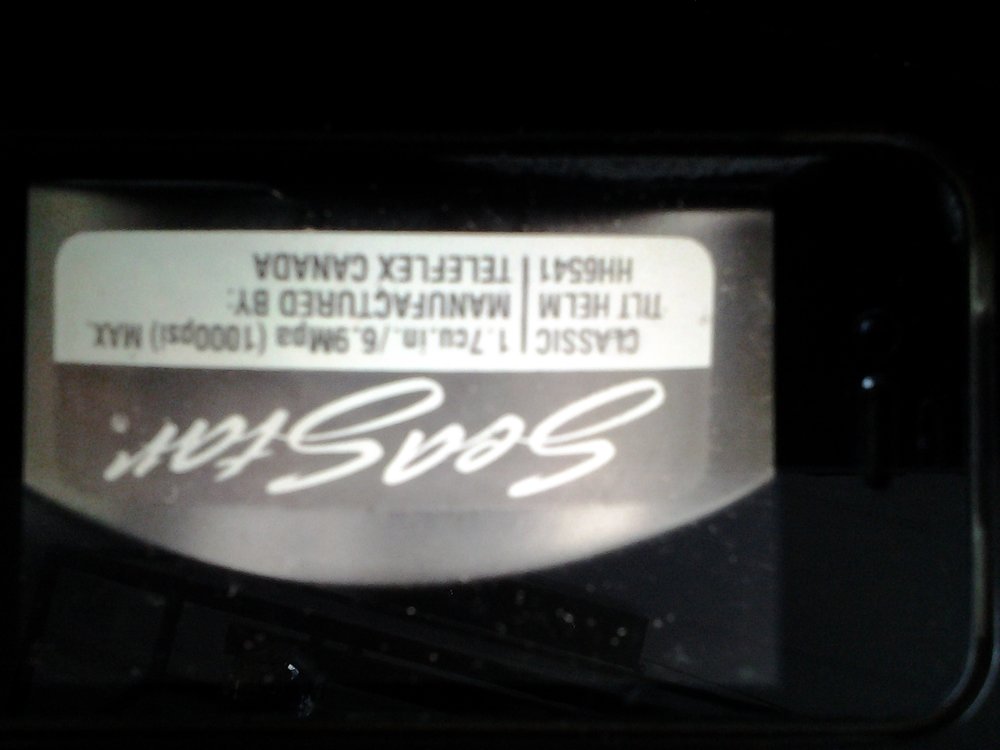 SeaStar.
CLASSIC 1.7cu.in./6.9Mpa (1000psi) MAX.
TILT HELM MANUFACTURED BY:
HH6541 TELEFLEX CANADA